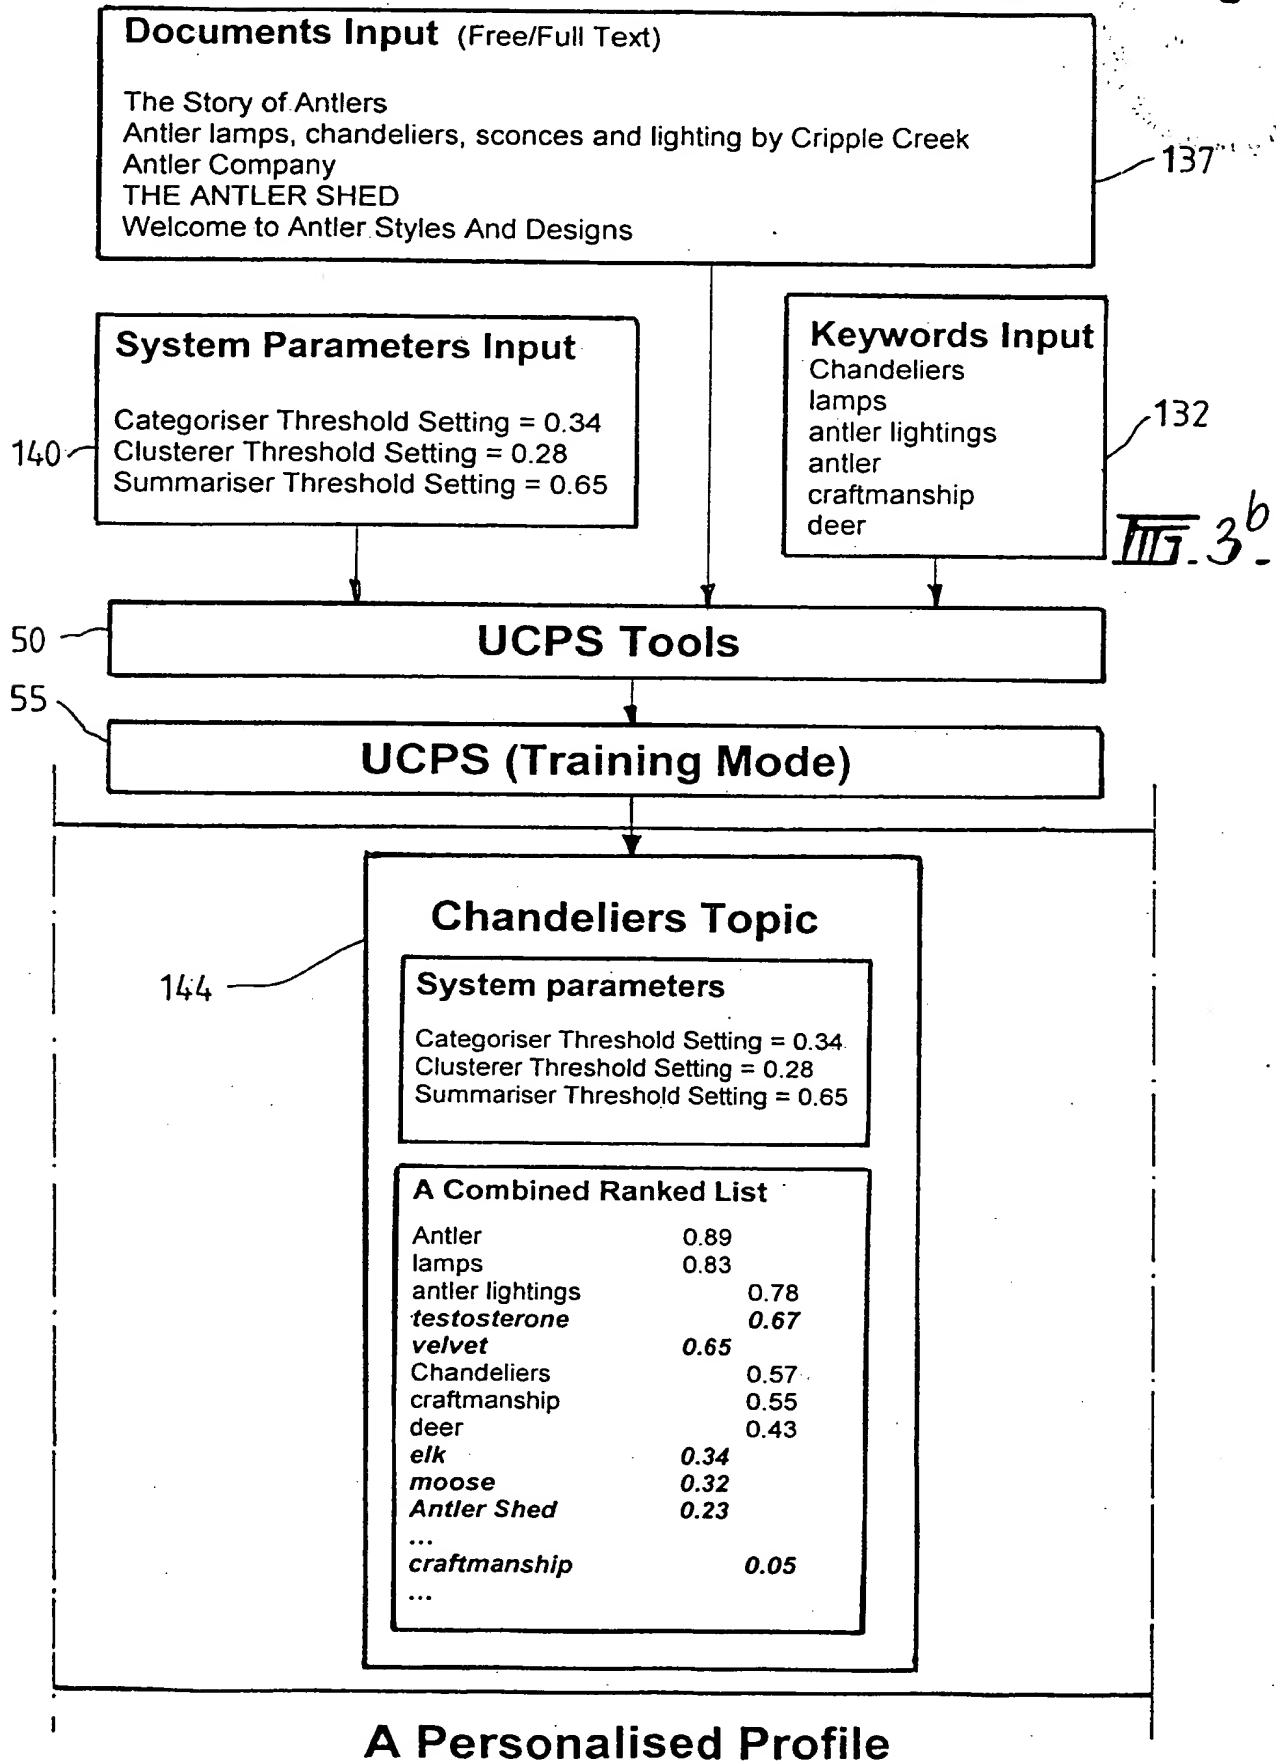 Documents Input (Free/Full Text)
The Story of Antlers
Antler lamps, chandeliers, sconces and lighting by Cripple Creek
Antler Company
THE ANTLER SHED
Welcome to Antler Styles And Designs
137
System Parameters Input
Categoriser Threshold Setting = 0.34
Clusterer Threshold Setting = 0.28
Summariser Threshold Setting = 0.65
140
Keywords Input
Chandeliers
lamps
antler lightings
antler
craftmanship
deer
132
FIG. 3b.
50
UCPS Tools
55
UCPS (Training Mode)
144
Chandeliers Topic
System parameters
Categoriser Threshold Setting = 0.34
Clusterer Threshold Setting = 0.28
Summariser Threshold Setting = 0.65
A Combined Ranked List
Antler 0.89
lamps 0.83
antler lightings 0.78
testosterone 0.67
velvet 0.65
Chandeliers 0.57
craftmanship 0.55
deer 0.43
elk 0.34
moose 0.32
Antler Shed 0.23
...
craftmanship 0.05
...
A Personalised Profile